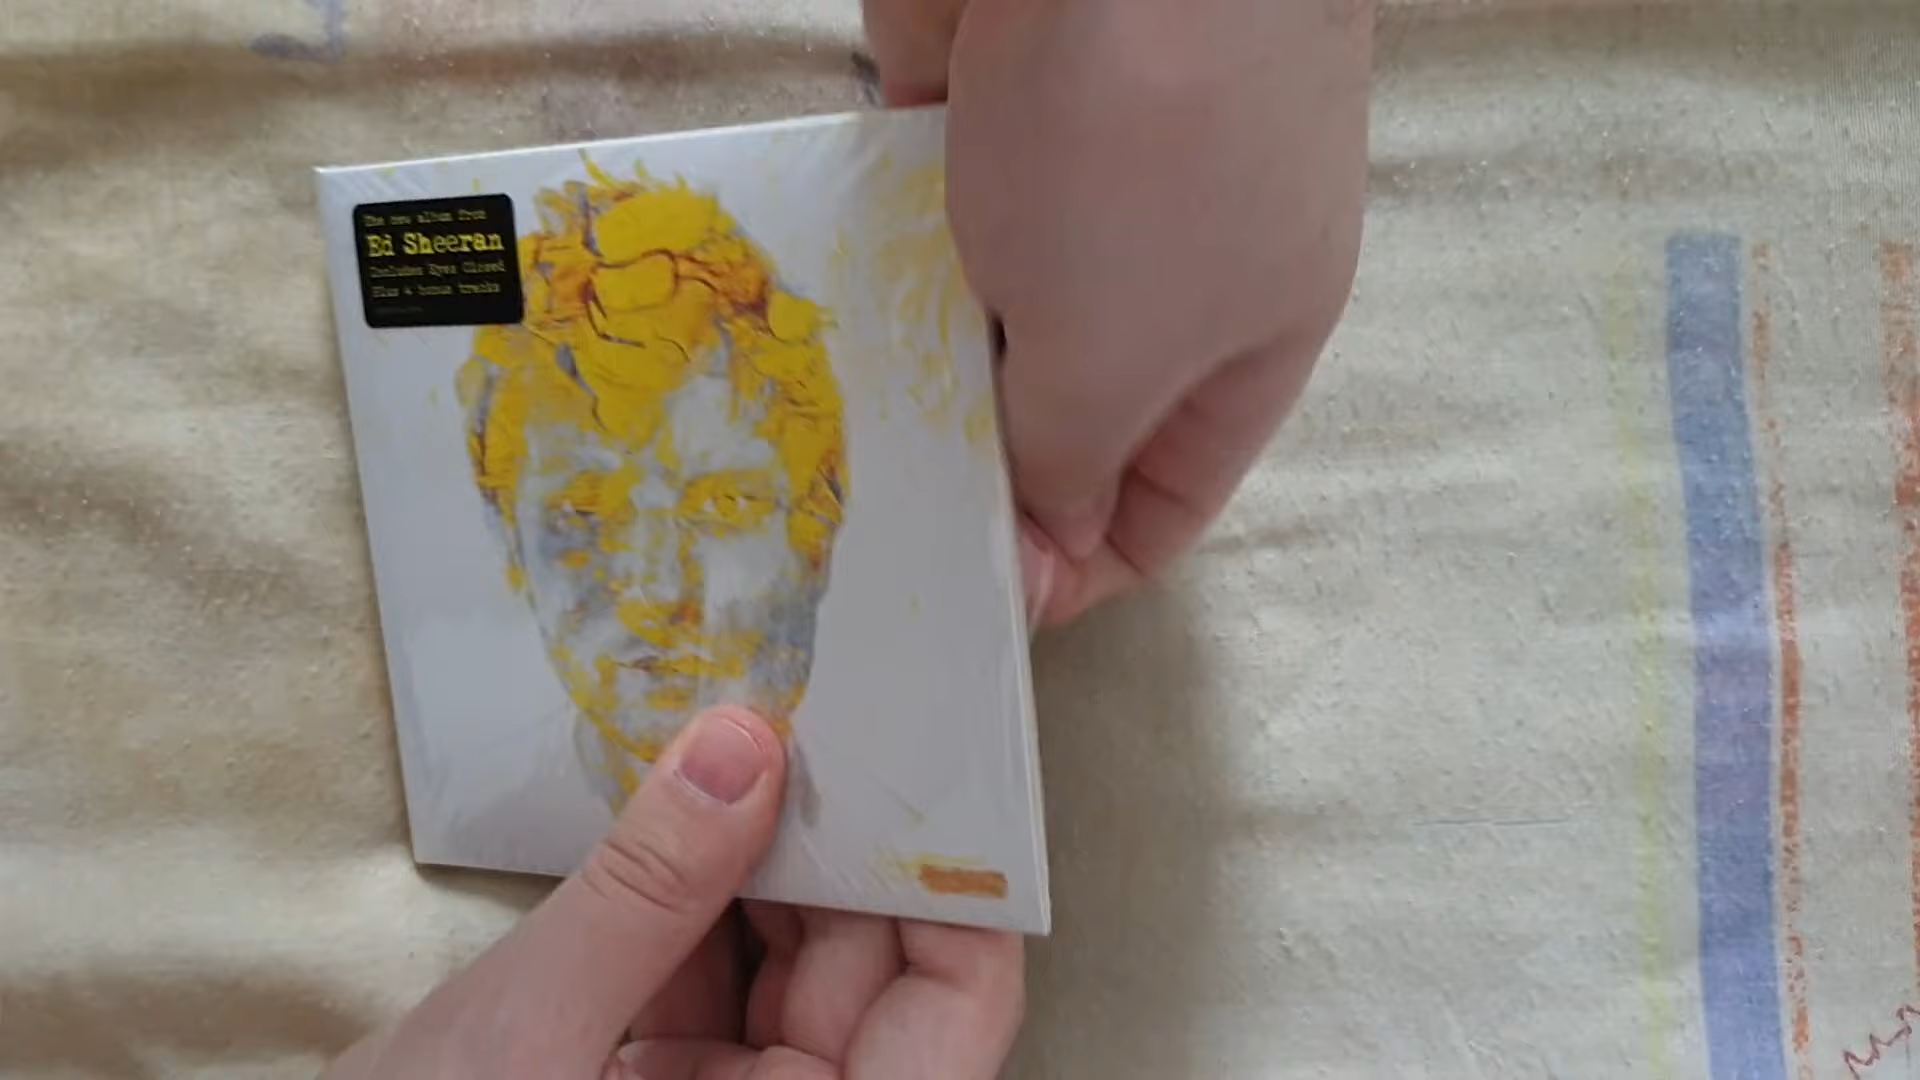 The new album from
Ed Sheeran
Includes Eyes Closed
Plus 4 bonus tracks